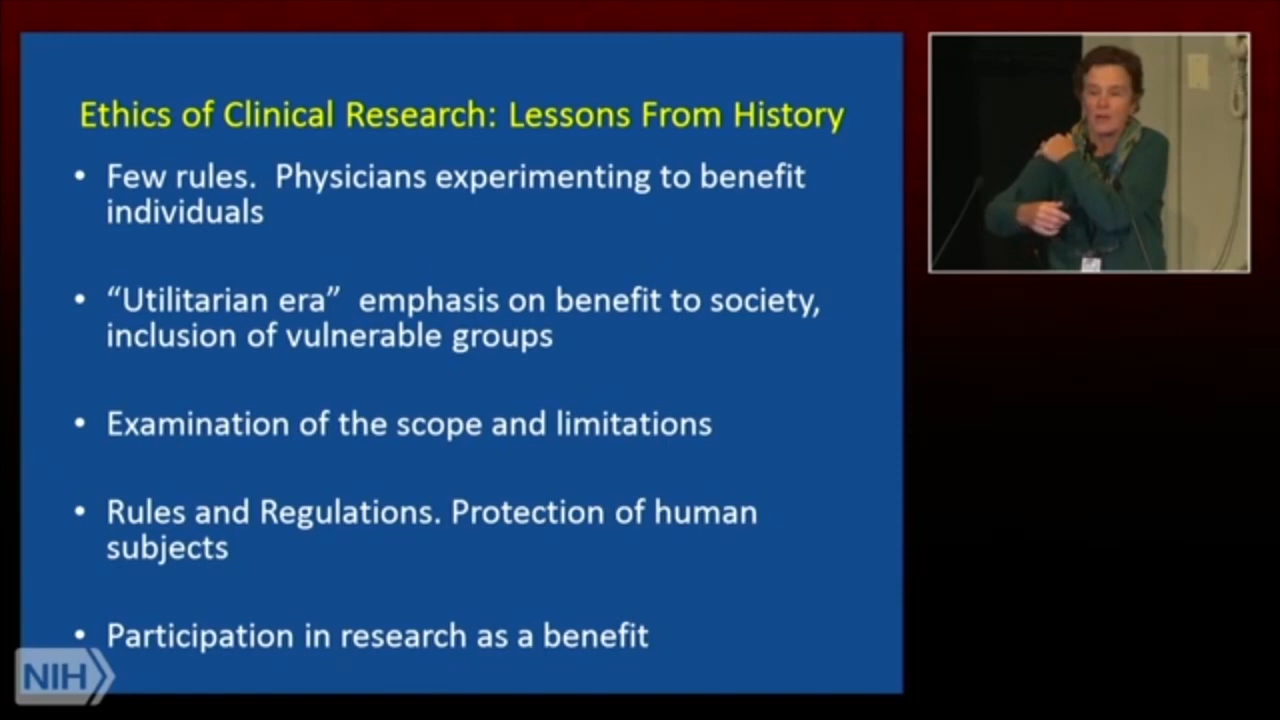 Ethics of Clinical Research: Lessons From History
• Few rules.  Physicians experimenting to benefit
individuals
• “Utilitarian era”  emphasis on benefit to society,
inclusion of vulnerable groups
• Examination of the scope and limitations
• Rules and Regulations. Protection of human
subjects
• Participation in research as a benefit
NIH